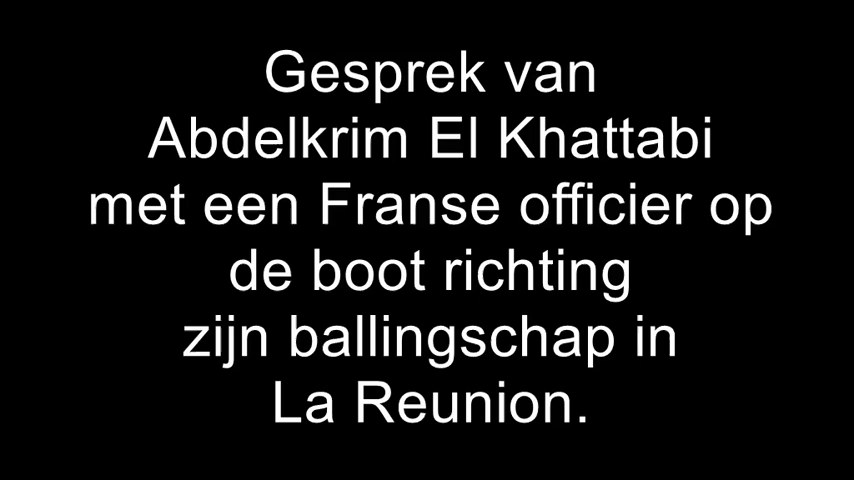 Gesprek van
Abdelkrim El Khattabi
met een Franse officier op
de boot richting
zijn ballingschap in
La Reunion.